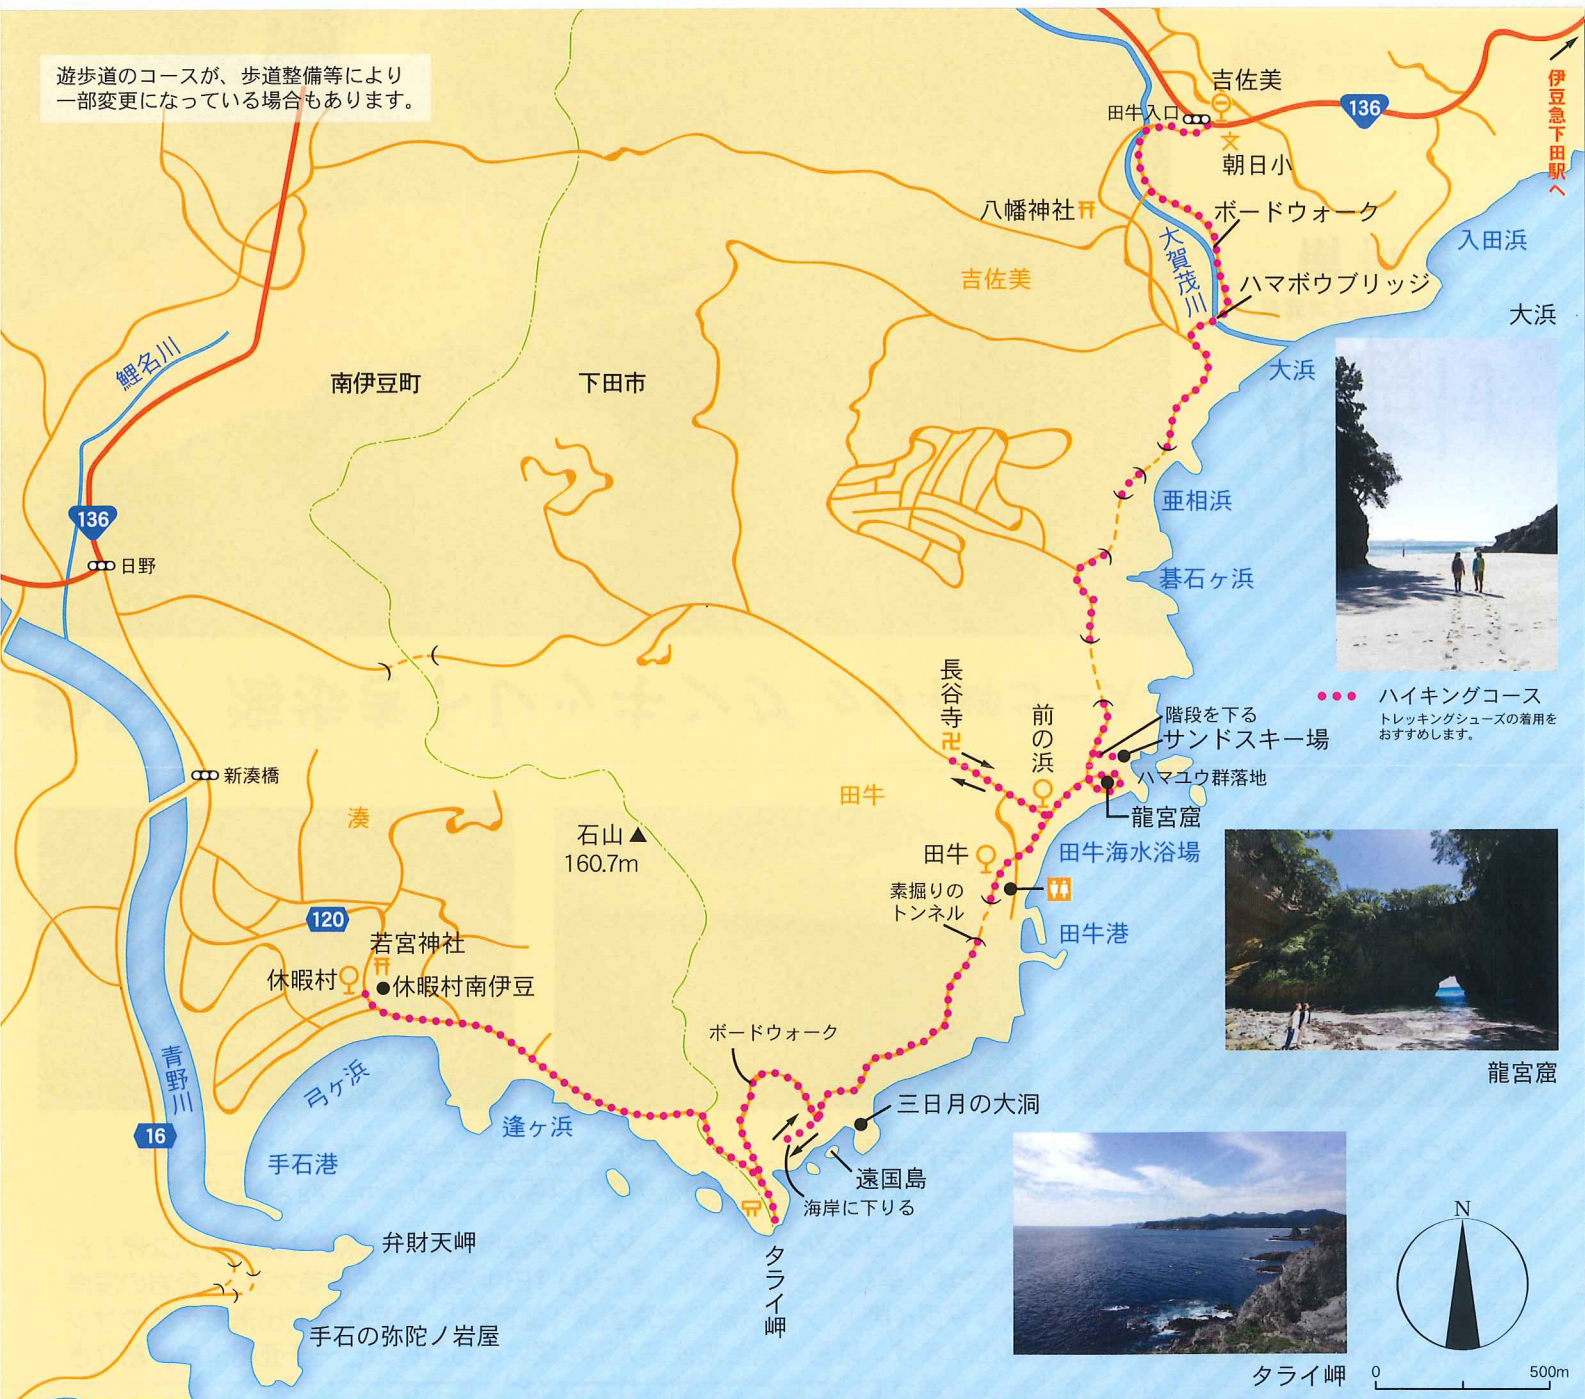 遊歩道のコースが、歩道整備等により
一部変更になっている場合もあります。
吉佐美
田牛入口
136
伊豆急下田駅へ
朝日小
八幡神社
ボードウォーク
入田浜
大賀茂川
吉佐美
ハマボウブリッジ
大浜
鯉名川
南伊豆町
下田市
大浜
亜相浜
136
日野
碁石ヶ浜
長谷寺
前の浜
階段を下る
サンドスキー場
ハイキングコース
トレッキングシューズの着用を
おすすめします。
新湊橋
ハマユウ群落地
田牛
龍宮窟
湊
石山
160.7m
田牛
田牛海水浴場
素掘りの
トンネル
120
若宮神社
田牛港
休暇村
休暇村南伊豆
ボードウォーク
龍宮窟
青野川
弓ヶ浜
三日月の大洞
逢ヶ浜
16
手石港
遠国島
海岸に下りる
弁財天岬
タライ岬
N
手石の弥陀ノ岩屋
タライ岬
0
500m